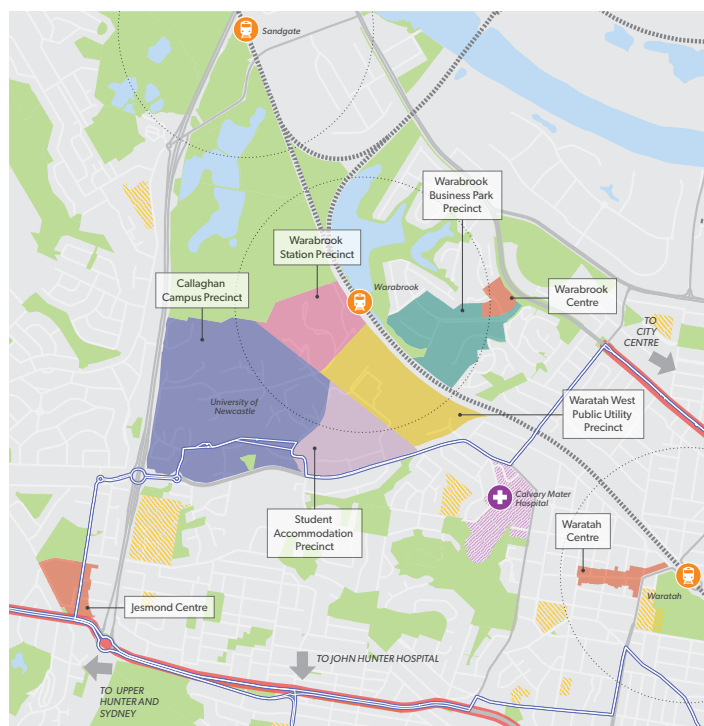 Sandgate
Warabrook
Business Park
Precinct
Warabrook
Station Precinct
Callaghan
Campus Precinct
Warabrook
Warabrook
Centre
TO
CITY
CENTRE
University of
Newcastle
Waratah West
Public Utility
Precinct
Calvary Mater
Hospital
Student
Accommodation
Precinct
Waratah
Centre
Waratah
Jesmond Centre
TO JOHN HUNTER HOSPITAL
TO UPPER
HUNTER AND
SYDNEY